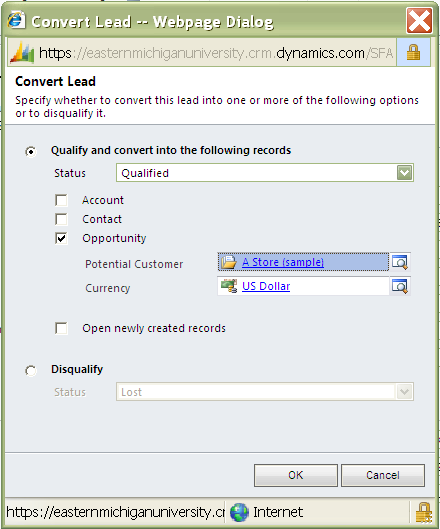 Convert Lead -- Webpage Dialog
https://easternmichiganuniversity.crm.dynamics.com/SFA
Convert Lead
Specify whether to convert this lead into one or more of the following options
or to disqualify it.
Qualify and convert into the following records
Status Qualified
Account
Contact
Opportunity
Potential Customer A Store (sample)
Currency US Dollar
Open newly created records
Disqualify
Status Lost
OK Cancel
https://easternmichiganuniversity.cr Internet